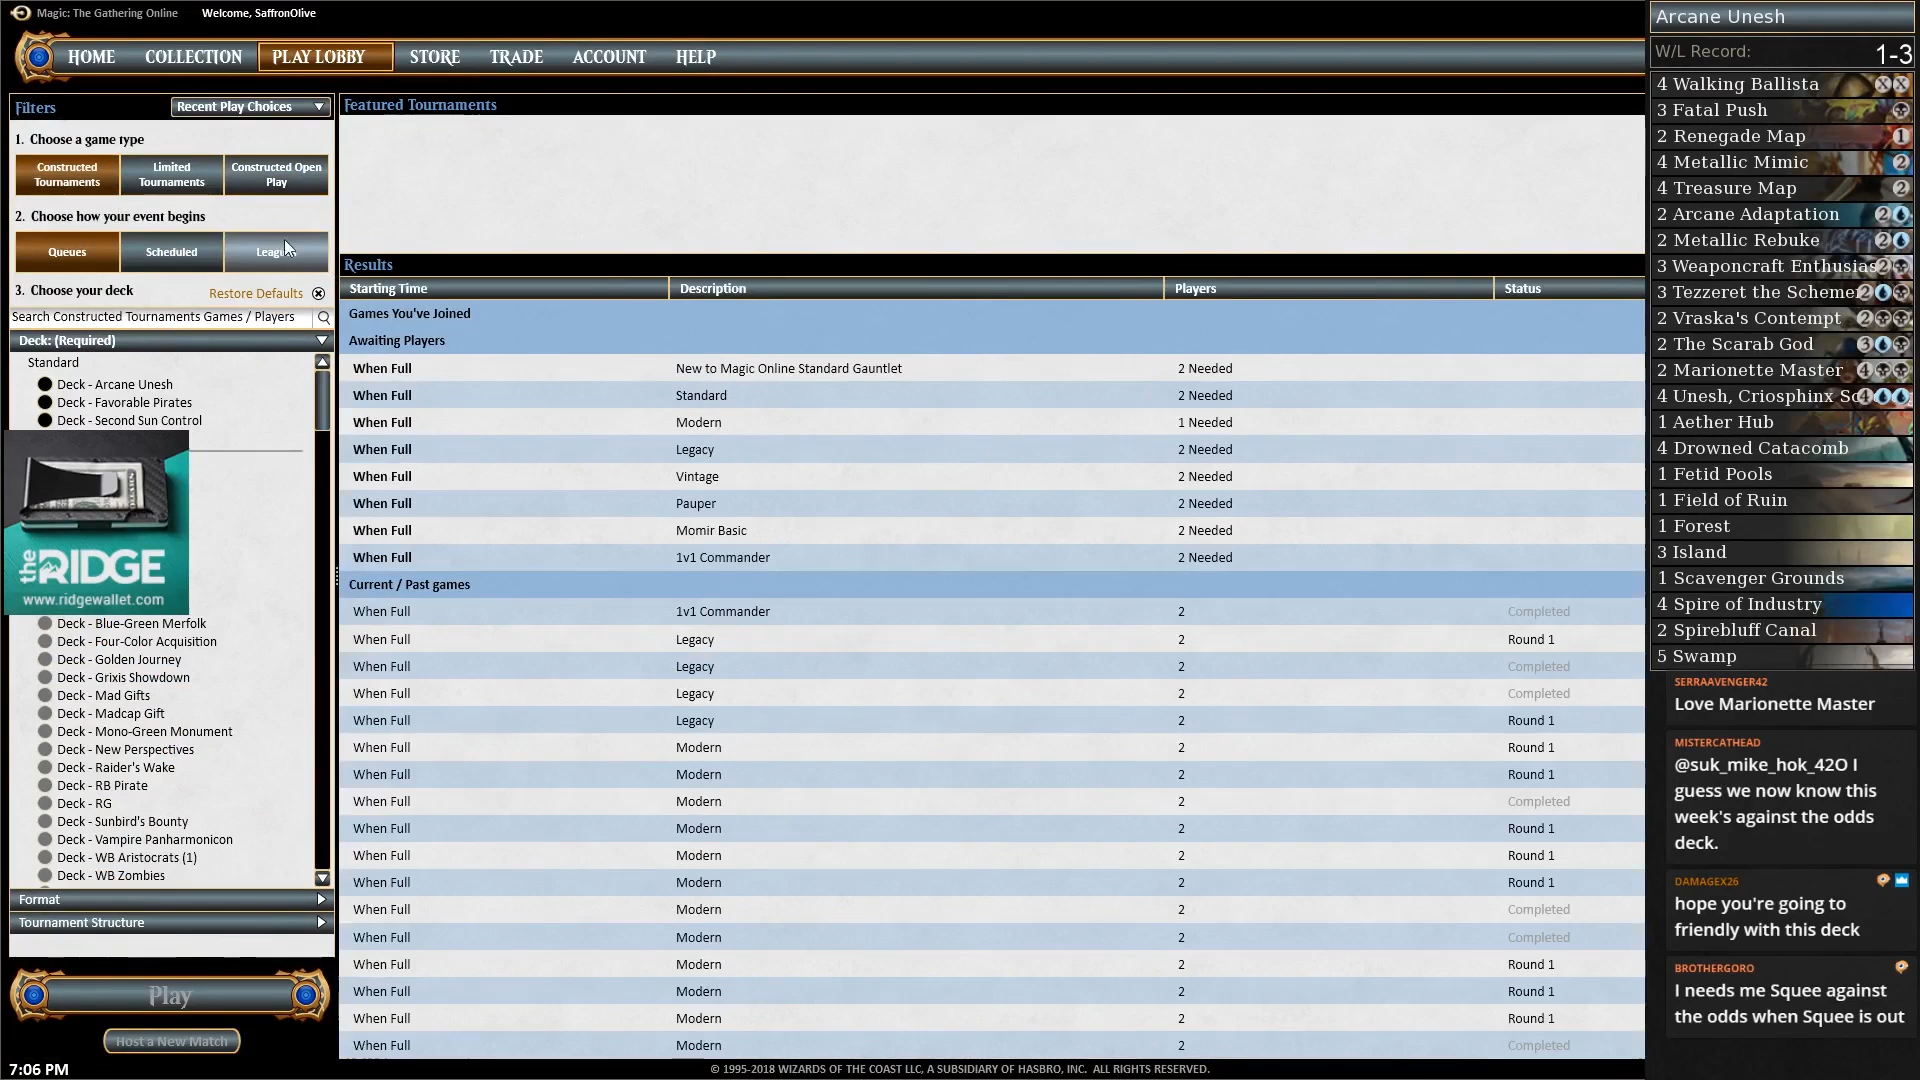 Magic: The Gathering Online Welcome, SaffronOlive
HOME COLLECTION PLAY LOBBY STORE TRADE ACCOUNT HELP
Filters Recent Play Choices
1. Choose a game type
Constructed Tournaments
Limited Tournaments
Constructed Open Play
2. Choose how your event begins
Queues Scheduled
3. Choose your deck Restore Defaults
Search Constructed Tournaments Games / Players
Deck: (Required)
Standard
Deck - Arcane Unesh
Deck - Favorable Pirates
Deck - Second Sun Control
the RIDGE
www.ridgewallet.com
Deck - Blue-Green Merfolk
Deck - Four-Color Acquisition
Deck - Golden Journey
Deck - Grixis Showdown
Deck - Mad Gifts
Deck - Madcap Gift
Deck - Mono-Green Monument
Deck - New Perspectives
Deck - Raider's Wake
Deck - RB Pirate
Deck - RG
Deck - Sunbird's Bounty
Deck - Vampire Panharmonicon
Deck - WB Aristocrats (1)
Deck - WB Zombies
Format
Tournament Structure
Play
Host a New Match
7:06 PM
Featured Tournaments
Results
Starting Time Description Players Status
Games You've Joined
Awaiting Players
When Full New to Magic Online Standard Gauntlet 2 Needed
When Full Standard 2 Needed
When Full Modern 1 Needed
When Full Legacy 2 Needed
When Full Vintage 2 Needed
When Full Pauper 2 Needed
When Full Momir Basic 2 Needed
When Full 1v1 Commander 2 Needed
Current / Past games
When Full 1v1 Commander 2 Completed
When Full Legacy 2 Round 1
When Full Legacy 2 Completed
When Full Legacy 2 Completed
When Full Legacy 2 Round 1
When Full Modern 2 Round 1
When Full Modern 2 Round 1
When Full Modern 2 Completed
When Full Modern 2 Round 1
When Full Modern 2 Round 1
When Full Modern 2 Round 1
When Full Modern 2 Completed
When Full Modern 2 Completed
When Full Modern 2 Round 1
When Full Modern 2 Round 1
When Full Modern 2 Round 1
When Full Modern 2 Completed
© 1995-2018 WIZARDS OF THE COAST LLC, A SUBSIDIARY OF HASBRO, INC. ALL RIGHTS RESERVED.
Arcane Unesh
W/L Record: 1-3
4 Walking Ballista X X
3 Fatal Push
2 Renegade Map 1
4 Metallic Mimic 2
4 Treasure Map 2
2 Arcane Adaptation 2
2 Metallic Rebuke 2
3 Weaponcraft Enthusias 2
3 Tezzeret the Schemer 2
2 Vraska's Contempt 2
2 The Scarab God 3
2 Marionette Master 4
4 Unesh, Criosphinx So 4
1 Aether Hub
4 Drowned Catacomb
1 Fetid Pools
1 Field of Ruin
1 Forest
3 Island
1 Scavenger Grounds
4 Spire of Industry
2 Spirebluff Canal
5 Swamp
SERRAAVENGER42
Love Marionette Master
MISTERCATHEAD
@suk_mike_hok_42O I
guess we now know this
week's against the odds
deck.
DAMAGEX26
hope you're going to
friendly with this deck
BROTHERGORO
I needs me Squee against
the odds when Squee is out